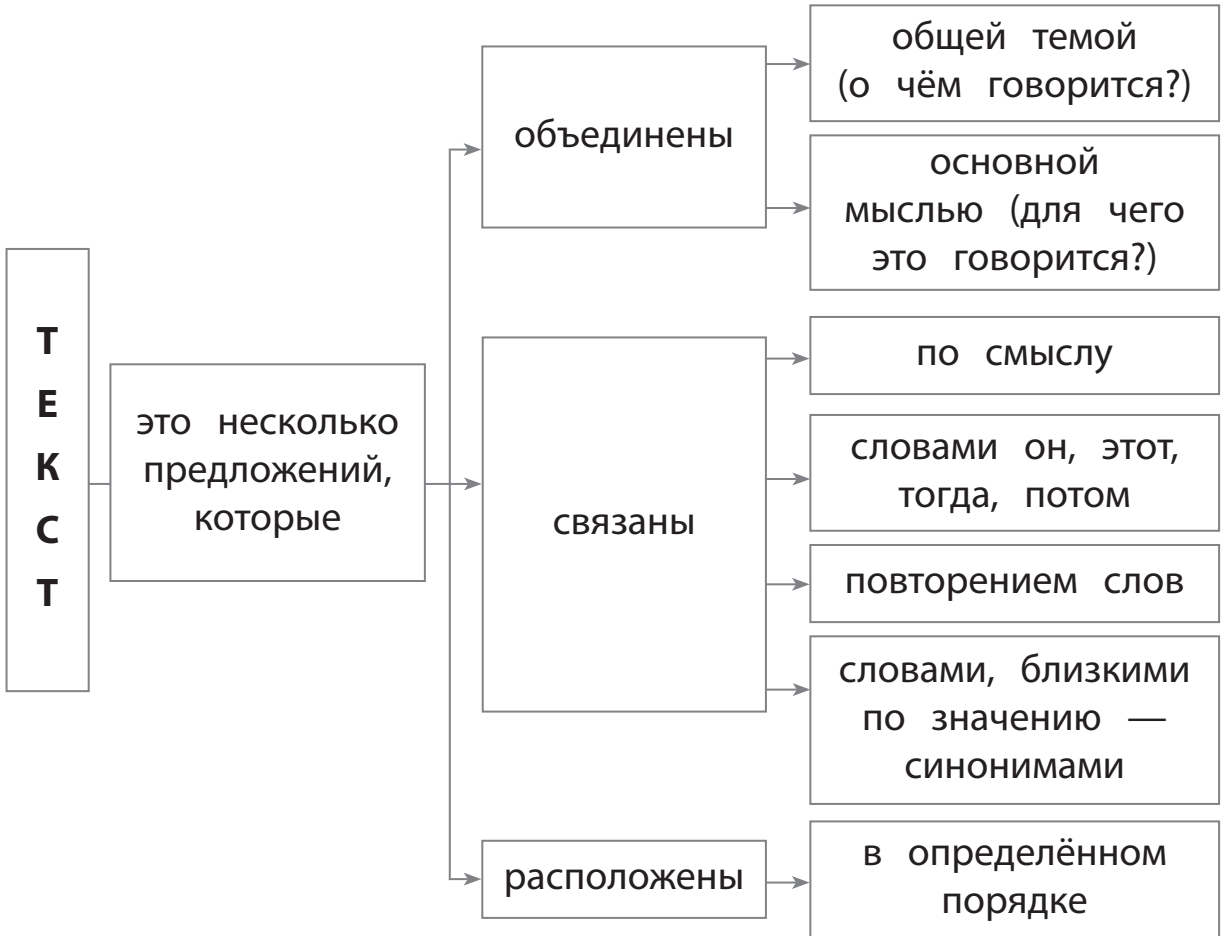 ТЕКСТ
это несколько
предложений,
которые
объединены
общей темой
(о чём говорится?)
основной
мыслью (для чего
это говорится?)
связаны
по смыслу
словами он, этот,
тогда, потом
повторением слов
словами, близкими
по значению —
синонимами
расположены
в определённом
порядке